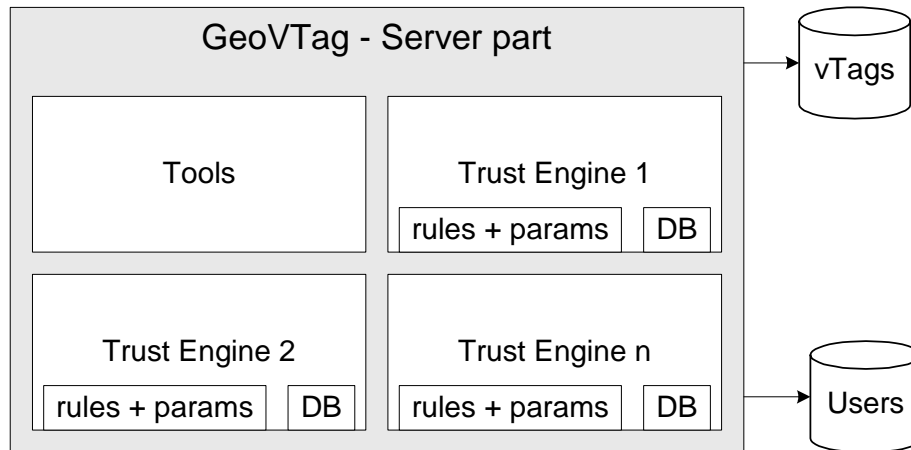 GeoVTag - Server part
vTags
Tools
Trust Engine 1
rules + params
DB
Trust Engine 2
rules + params
DB
Trust Engine n
rules + params
DB
Users